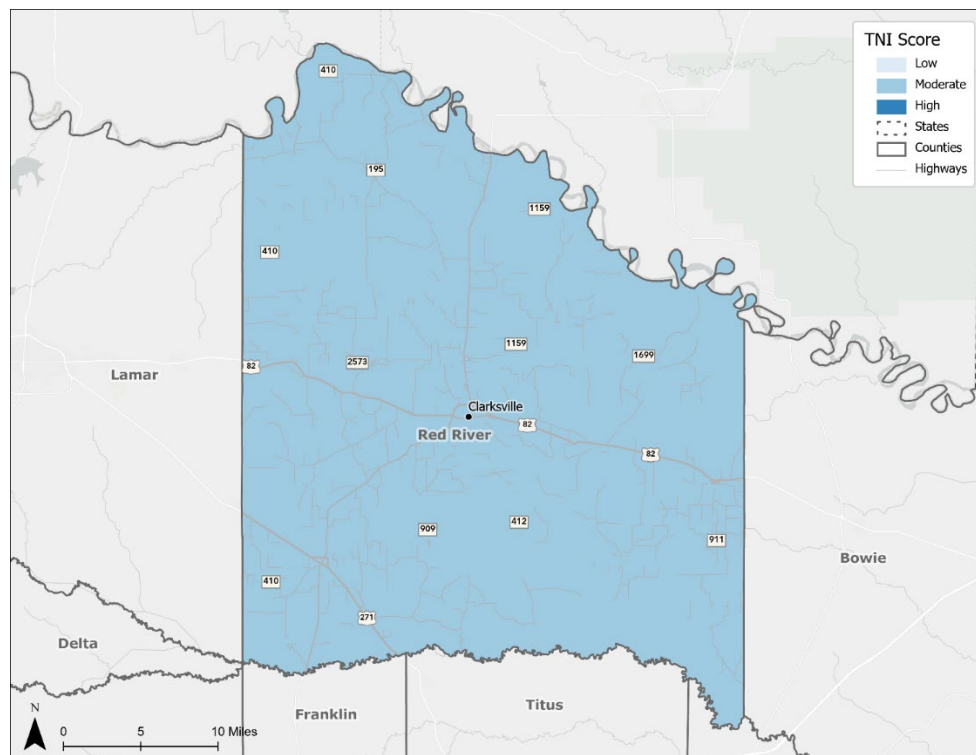 TNI Score
Low
Moderate
High
States
Counties
Highways
410
195
1159
410
1159
1699
2573
82
Lamar
Clarksville
82
Red River
82
412
909
911
Bowie
410
271
Delta
Franklin
Titus
N
0 5 10 Miles